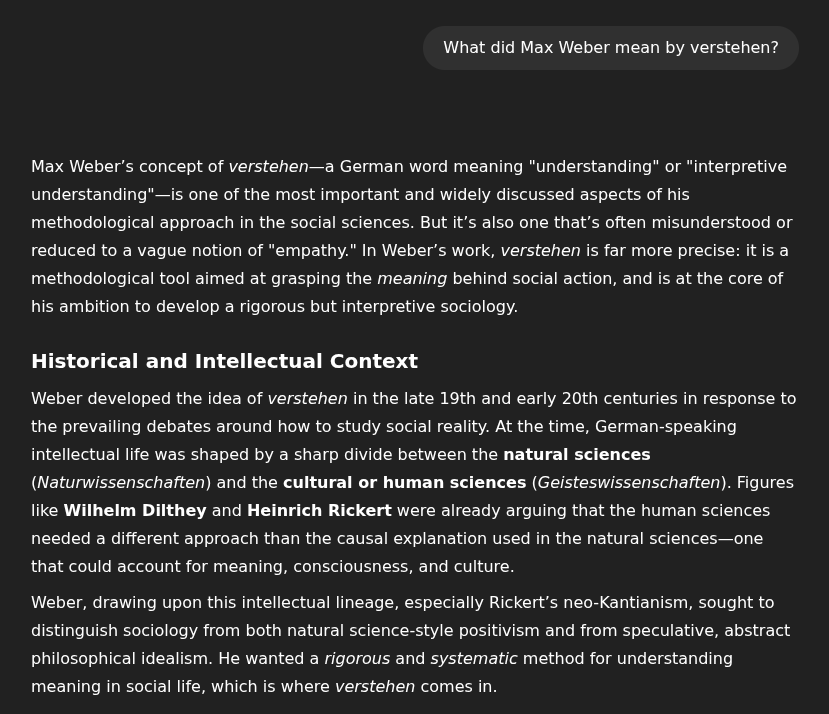 What did Max Weber mean by verstehen?
Max Weber’s concept of verstehen—a German word meaning "understanding" or "interpretive
understanding"—is one of the most important and widely discussed aspects of his
methodological approach in the social sciences. But it’s also one that’s often misunderstood or
reduced to a vague notion of "empathy." In Weber’s work, verstehen is far more precise: it is a
methodological tool aimed at grasping the meaning behind social action, and is at the core of
his ambition to develop a rigorous but interpretive sociology.
Historical and Intellectual Context
Weber developed the idea of verstehen in the late 19th and early 20th centuries in response to
the prevailing debates around how to study social reality. At the time, German-speaking
intellectual life was shaped by a sharp divide between the natural sciences
(Naturwissenschaften) and the cultural or human sciences (Geisteswissenschaften). Figures
like Wilhelm Dilthey and Heinrich Rickert were already arguing that the human sciences
needed a different approach than the causal explanation used in the natural sciences—one
that could account for meaning, consciousness, and culture.
Weber, drawing upon this intellectual lineage, especially Rickert’s neo-Kantianism, sought to
distinguish sociology from both natural science-style positivism and from speculative, abstract
philosophical idealism. He wanted a rigorous and systematic method for understanding
meaning in social life, which is where verstehen comes in.